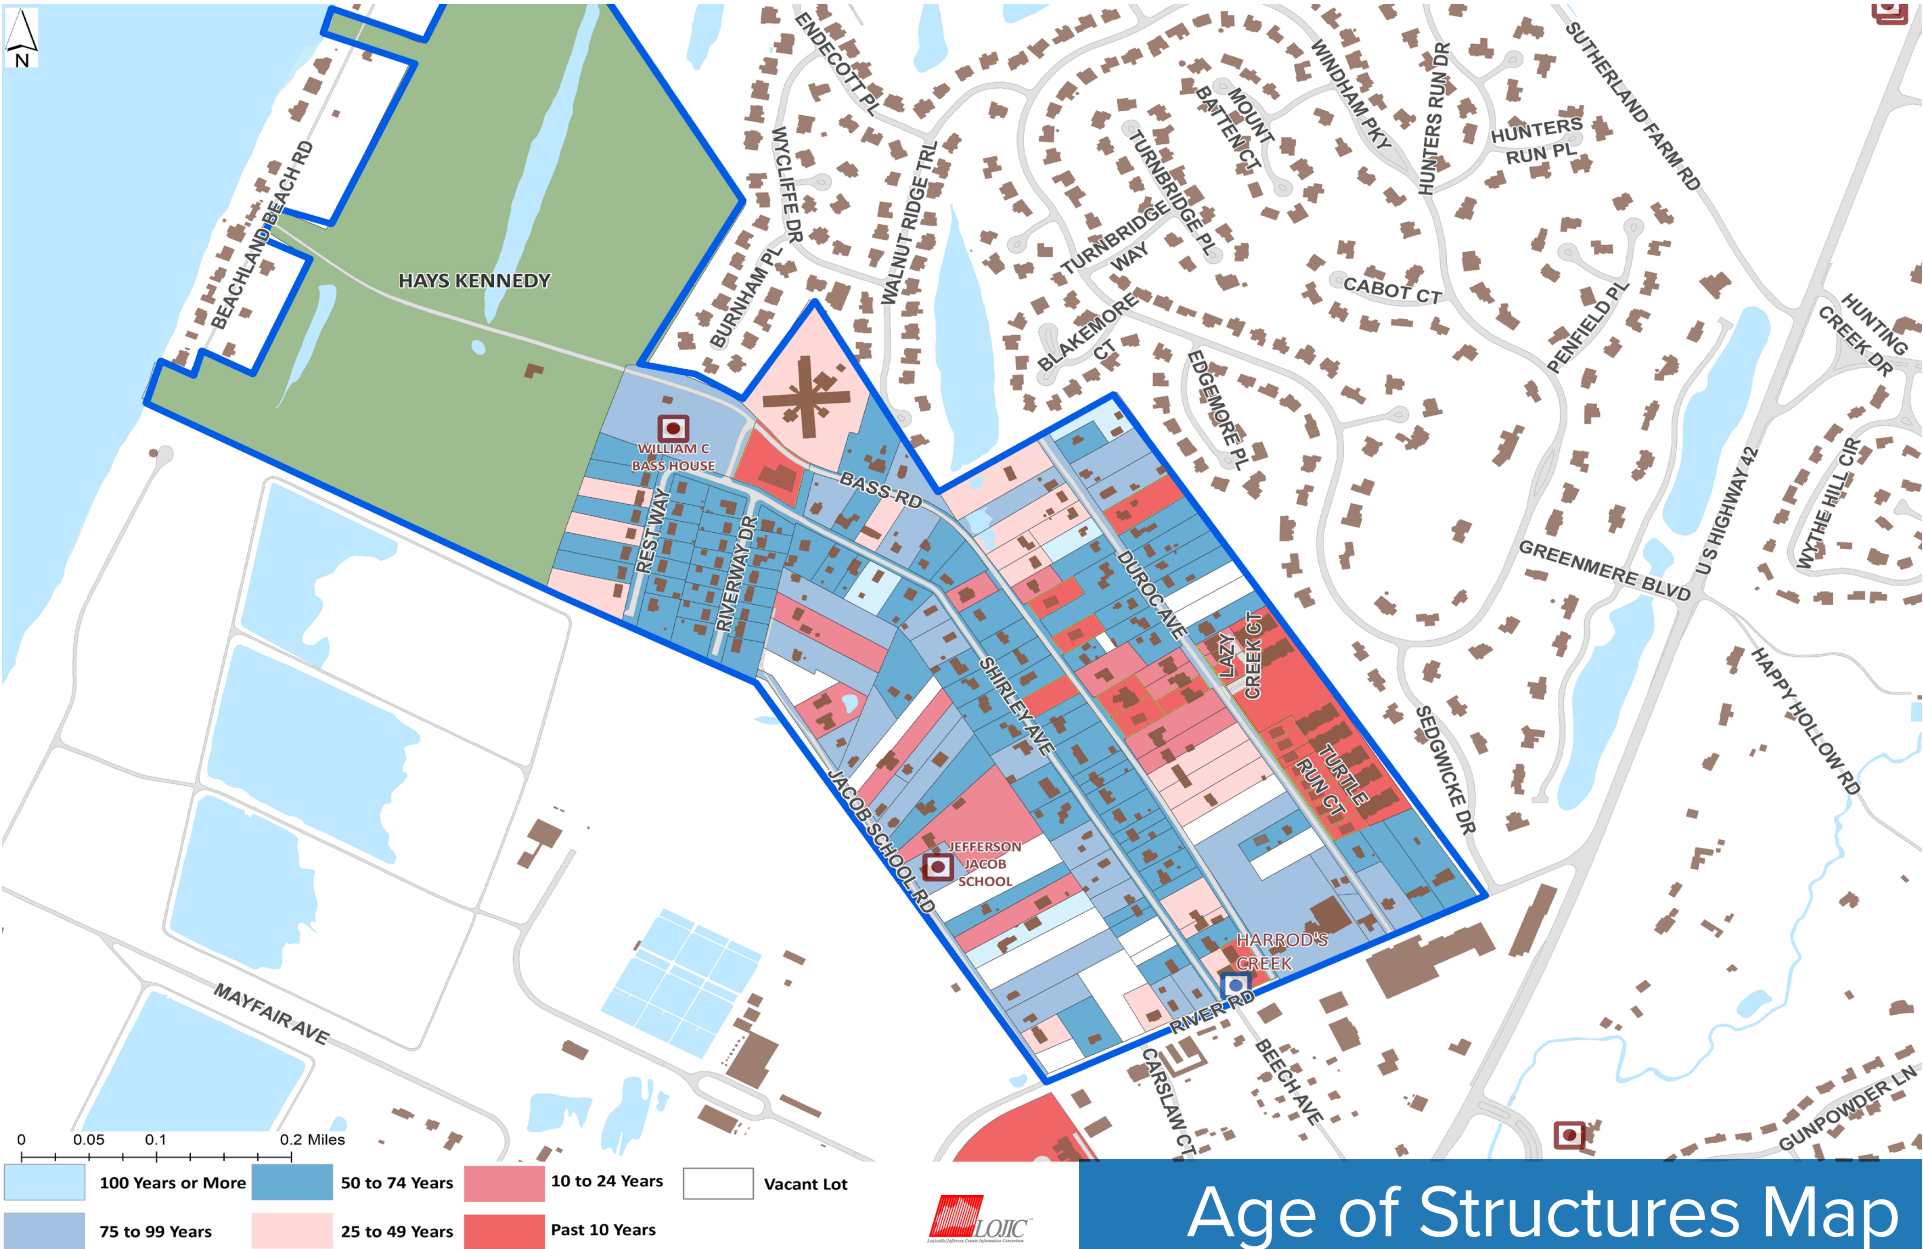 N
ENDECOTT PL
WINDHAM PKY
HUNTERS RUN DR
SUTHERLAND FARM RD
MOUNT
BATTEN CT
HUNTERS
RUN PL
BEACHLAND BEACH RD
WYCLIFFE DR
WALNUT RIDGE TRL
TURNBRIDGE PL
TURNBRIDGE
WAY
HAYS KENNEDY
BURNHAM PL
BLAKEMORE
CT
CABOT CT
PENFIELD PL
HUNTING
CREEK DR
EDGEMORE PL
WILLIAM C
BASS HOUSE
BASS RD
REST WAY
RIVERWAY DR
DUROC AVE
GREENMERE BLVD
U S HIGHWAY 42
WYTHE HILL CIR
LAZY
CREEK CT
SHIRLEY AVE
HAPPY HOLLOW RD
SEDGWICKE DR
TURTLE
RUN CT
JACOB SCHOOL RD
JEFFERSON
JACOB
SCHOOL
HARROD'S
CREEK
RIVER RD
MAYFAIR AVE
CARSLAW CT
BEECH AVE
GUNPOWDER LN
0 0.05 0.1 0.2 Miles
100 Years or More
50 to 74 Years
10 to 24 Years
Vacant Lot
75 to 99 Years
25 to 49 Years
Past 10 Years
LOJIC
Louisville/Jefferson County Information Consortium
Age of Structures Map